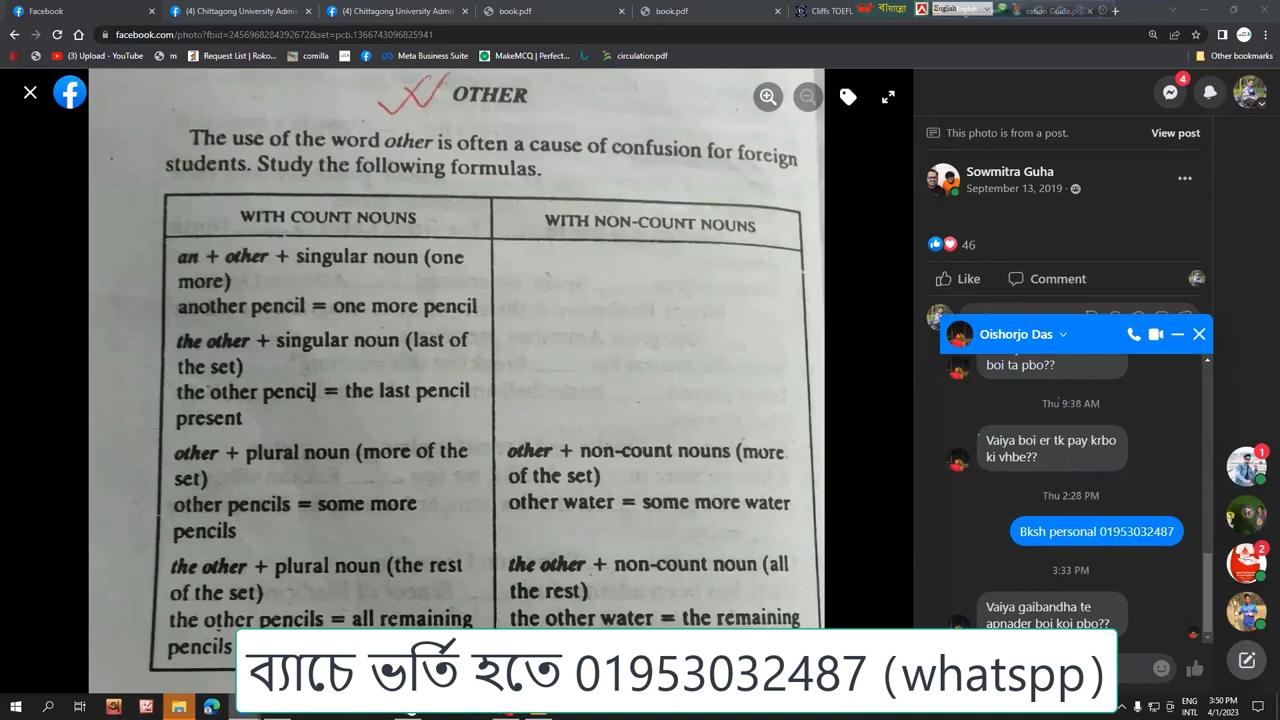 Facebook
(4) Chittagong University Admis
(4) Chittagong University Admis
book.pdf
book.pdf
Cliffs TOEFL
English
facebook.com/photo?fbid=2456968284392672&set=pcb.1366743096825941
(3) Upload - YouTube
m
Request List | Roko...
comilla
Meta Business Suite
MakeMCQ | Perfect...
circulation.pdf
Other bookmarks
OTHER
The use of the word other is often a cause of confusion for foreign
students. Study the following formulas.
WITH COUNT NOUNS
an + other + singular noun (one
more)
another pencil = one more pencil
the other + singular noun (last of
the set)
the other pencil = the last pencil
present
other + plural noun (more of the
set)
other pencils = some more
pencils
the other + plural noun (the rest
of the set)
the other pencils = all remaining
pencils
WITH NON-COUNT NOUNS
other + non-count nouns (more
of the set)
other water = some more water
the other + non-count noun (all
the rest)
the other water = the remaining
4
This photo is from a post.
View post
Sowmitra Guha
September 13, 2019
46
Like
Comment
Oishorjo Das
boi ta pbo??
Thu 9:38 AM
Vaiya boi er tk pay krbo
ki vhbe??
Thu 2:28 PM
Bksh personal 01953032487
3:33 PM
Vaiya gaibandha te
apnader boi koi pbo??
1
2
ব্যাচে ভর্তি হতে 01953032487 (whatspp)
ENG
INTL
3:50 PM
4/1/2023